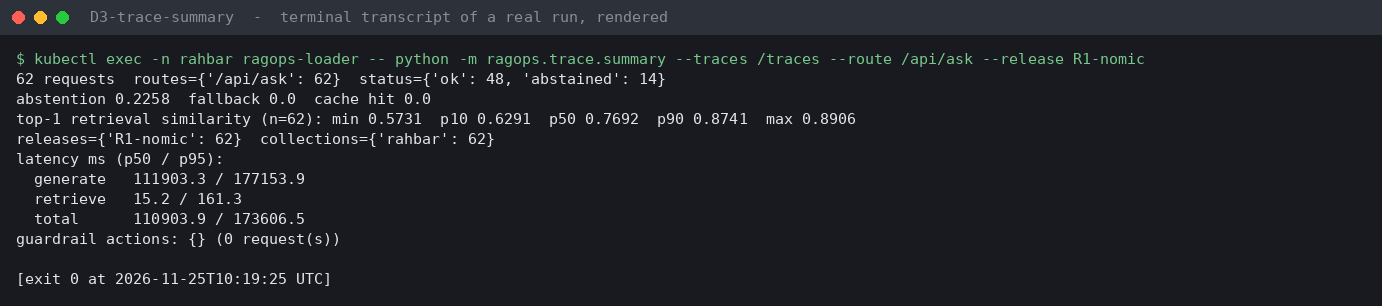 D3-trace-summary  -  terminal transcript of a real run, rendered
$ kubectl exec -n rahbar ragops-loader -- python -m ragops.trace.summary --traces /traces --route /api/ask --release R1-nomic
62 requests  routes={'/api/ask': 62}  status={'ok': 48, 'abstained': 14}
abstention 0.2258  fallback 0.0  cache hit 0.0
top-1 retrieval similarity (n=62): min 0.5731  p10 0.6291  p50 0.7692  p90 0.8741  max 0.8906
releases={'R1-nomic': 62}  collections={'rahbar': 62}
latency ms (p50 / p95):
  generate   111903.3 / 177153.9
  retrieve   15.2 / 161.3
  total      110903.9 / 173606.5
guardrail actions: {} (0 request(s))
[exit 0 at 2026-11-25T10:19:25 UTC]